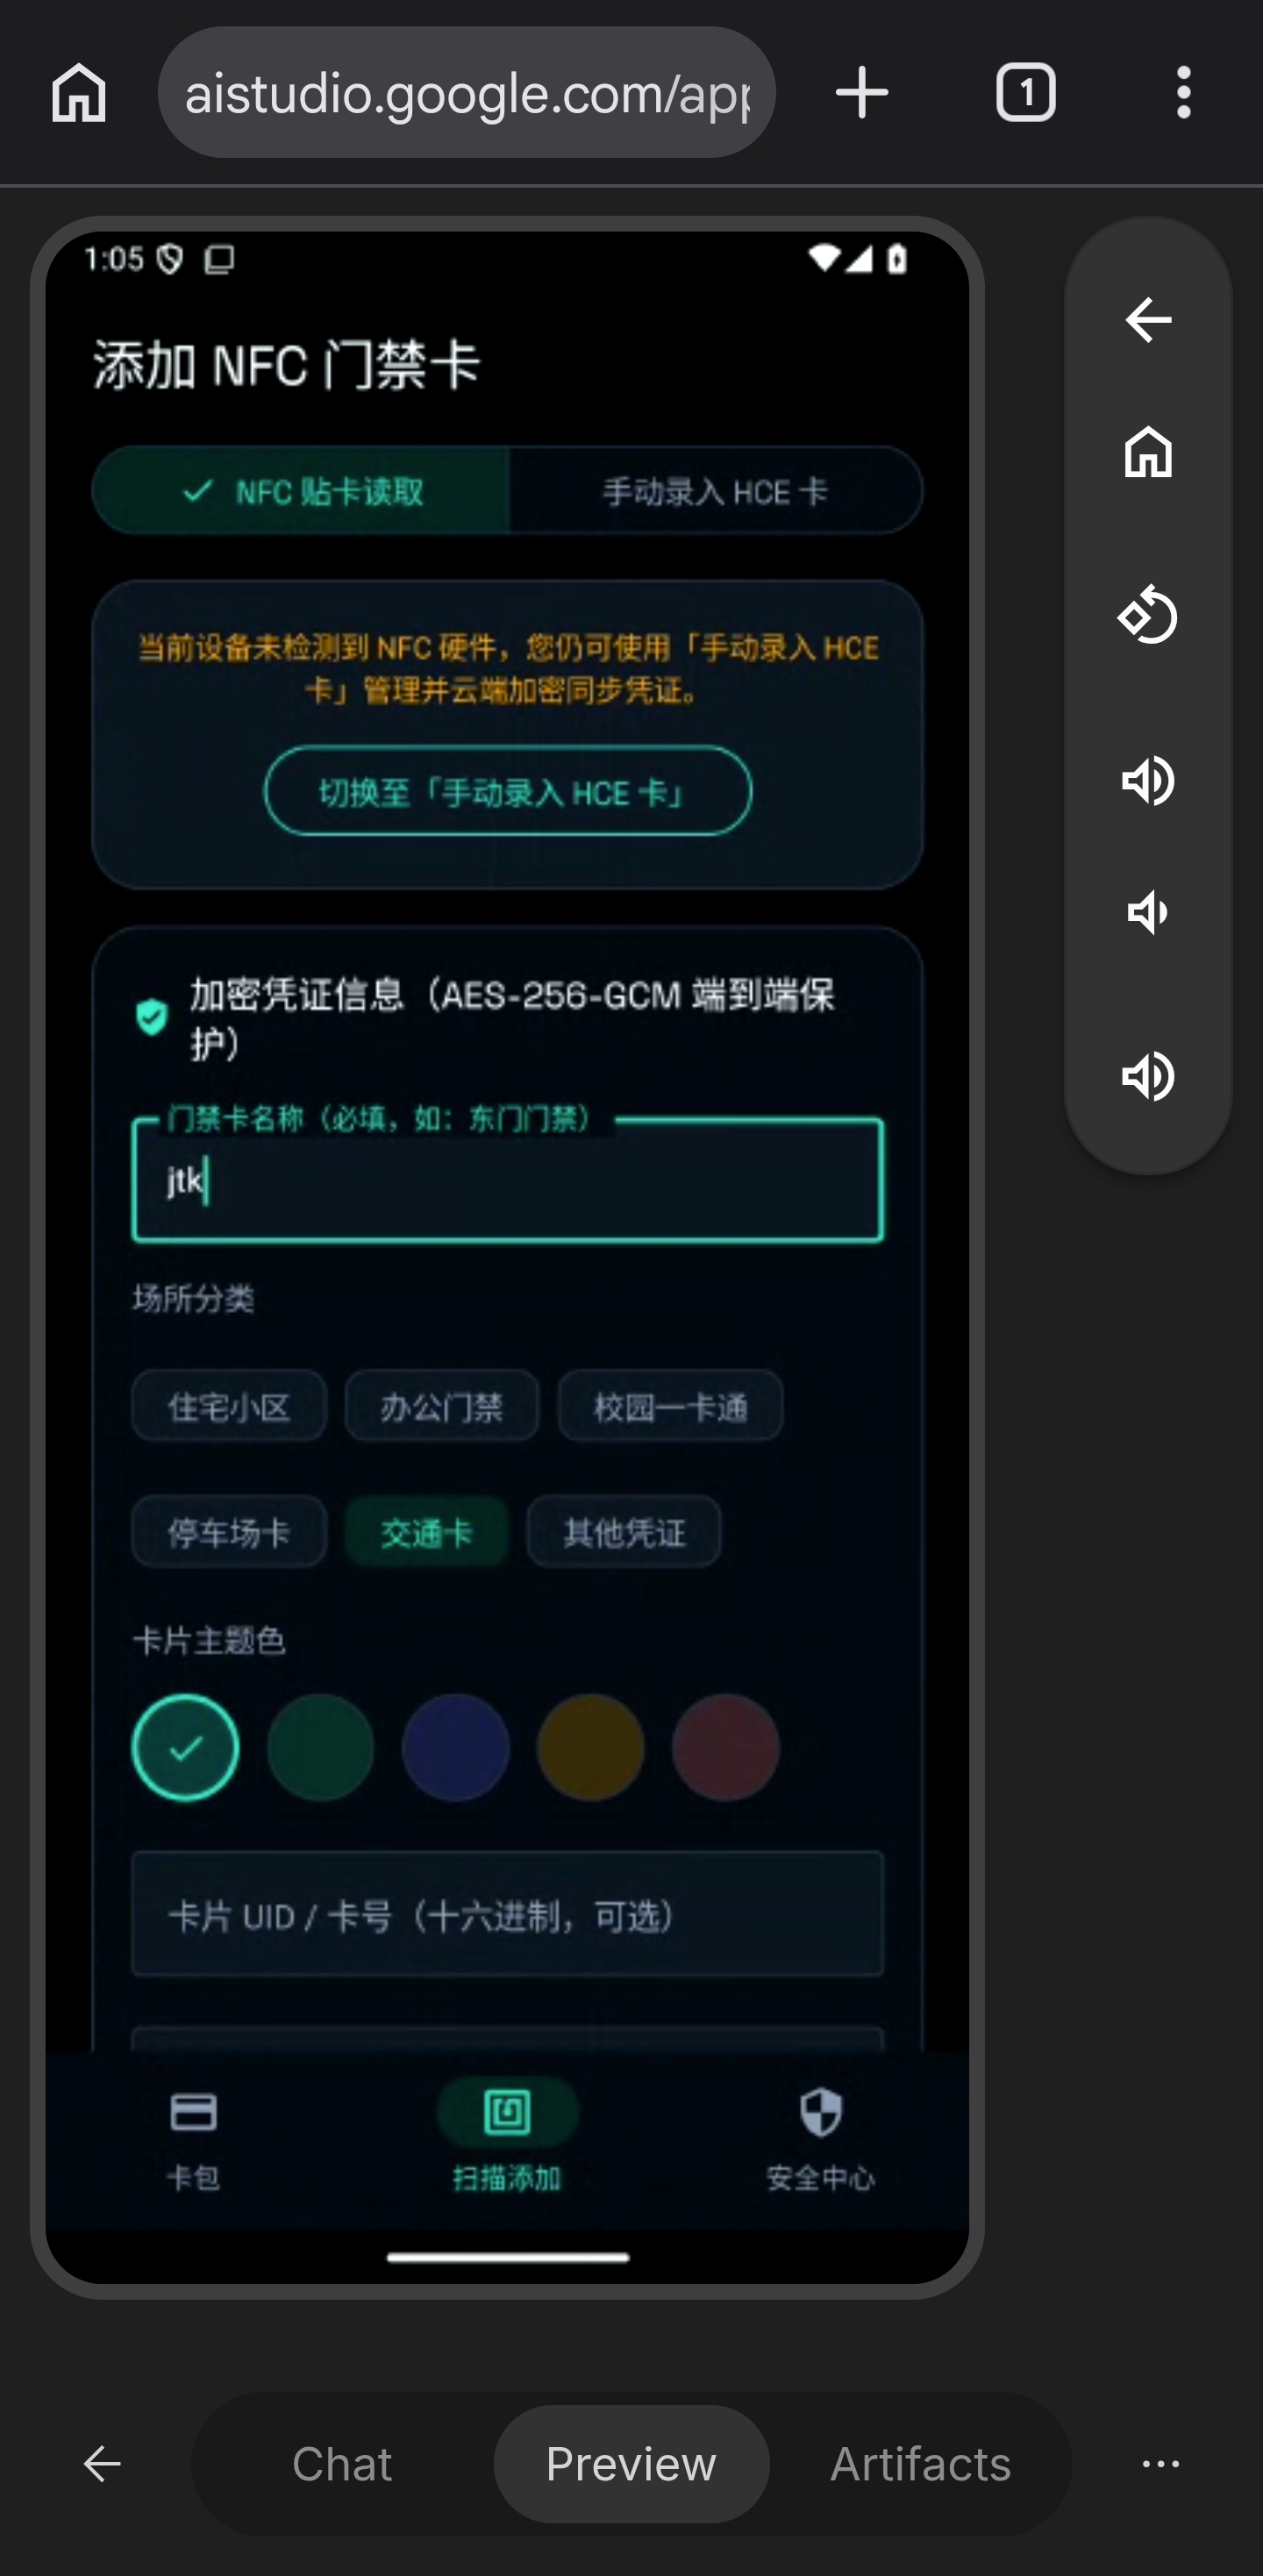 aistudio.google.com/app
1
1:05
添加 NFC 门禁卡
NFC 贴卡读取
手动录入 HCE 卡
当前设备未检测到 NFC 硬件，您仍可使用「手动录入 HCE
卡」管理并云端加密同步凭证。
切换至「手动录入 HCE 卡」
加密凭证信息（AES-256-GCM 端到端保
护）
门禁卡名称（必填，如：东门门禁）
jtk
场所分类
住宅小区
办公门禁
校园一卡通
停车场卡
交通卡
其他凭证
卡片主题色
卡片 UID / 卡号（十六进制，可选）
卡包
扫描添加
安全中心
Chat
Preview
Artifacts